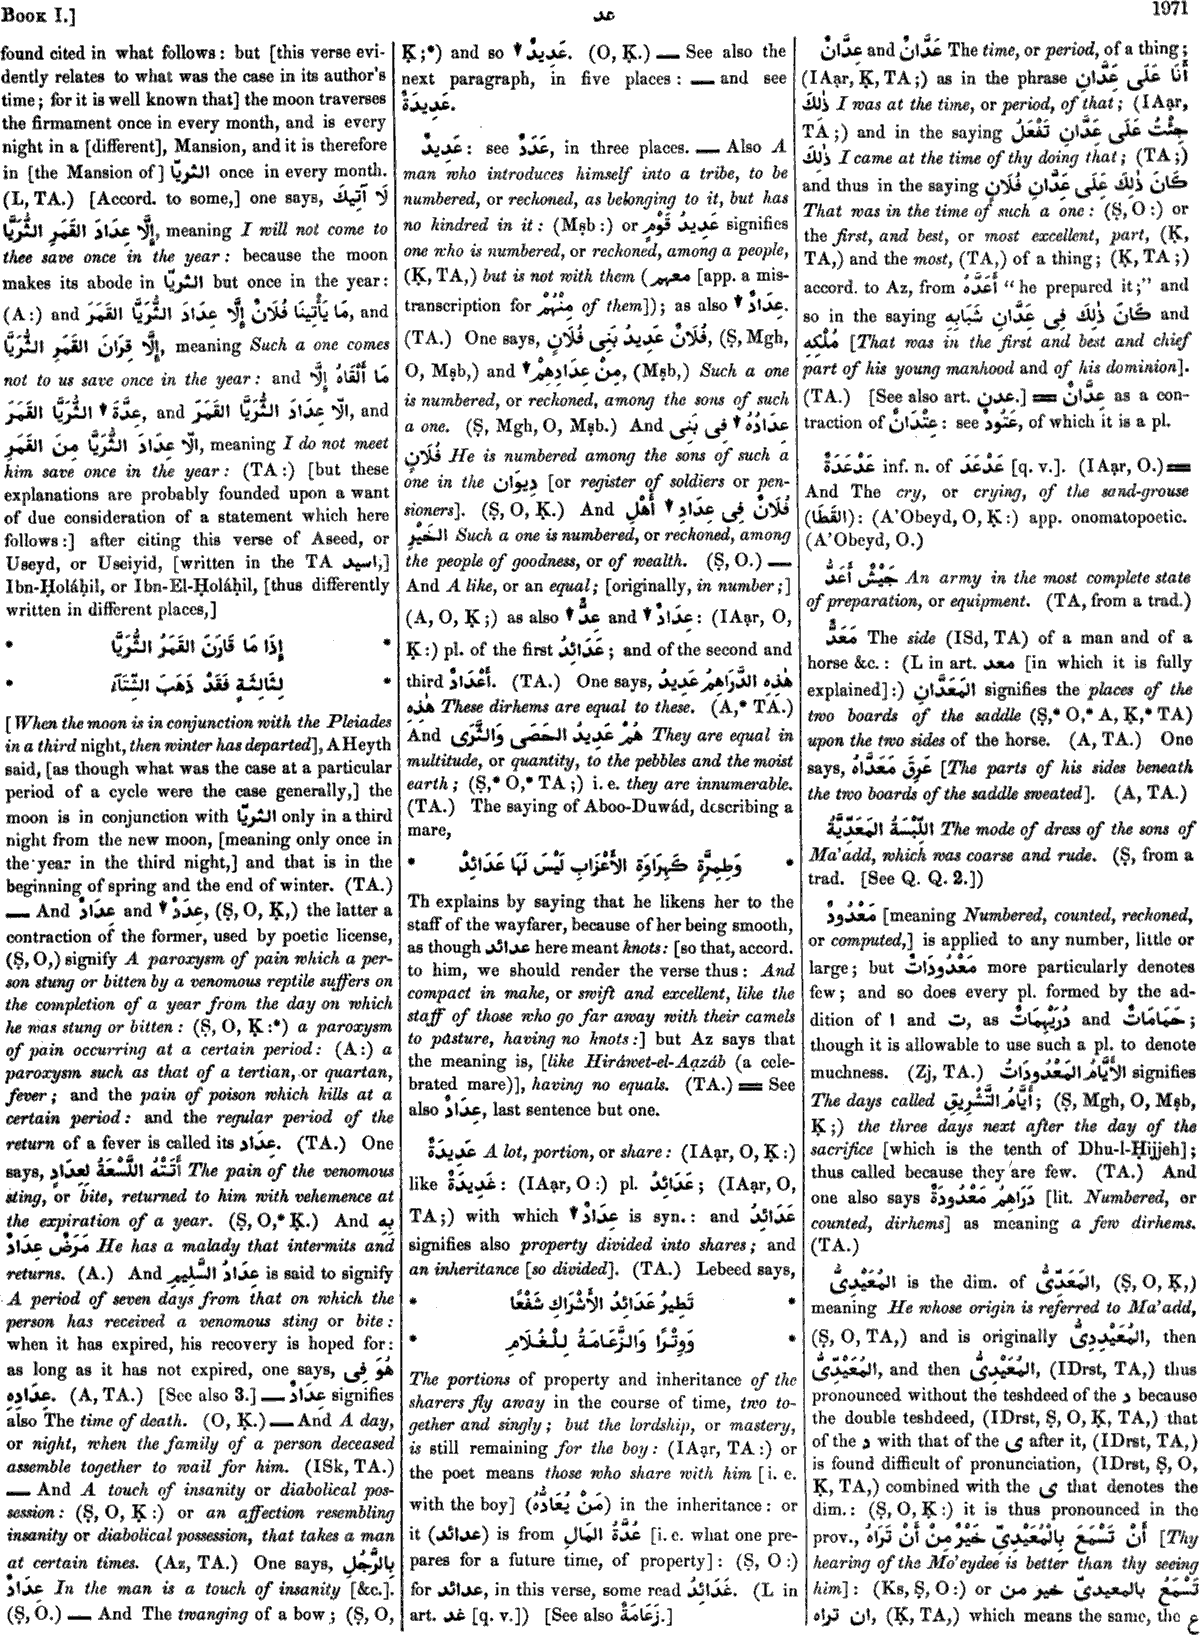 BOOK I.]
عد
1971
found cited in what follows : but [this verse evi-
dently relates to what was the case in its author's
time; for it is well known that] the moon traverses
the firmament once in every month, and is every
night in a [different], Mansion, and it is therefore
in [the Mansion of] الثريّا once in every month.
(L, TA.) [Accord. to some,] one says, لَا آتِيكَ
إِلَّا عِدَادَ القَمَرِ الثُّرَيَّا, meaning I will not come to
thee save once in the year : because the moon
makes its abode in الثريّا but once in the year :
(A :) and مَا يَأْتِينَا فُلَانٌ إِلَّا عِدَادَ الثُّرَيَّا القَمَرَ, and
إِلَّا قِرَانَ القَمَرِ الثُّرَيَّا, meaning Such a one comes
not to us save once in the year : and مَا أَلْقَاهُ إِلَّا
عِدَّةَ ▼ الثُّرَيَّا القَمَرَ, and الّا عِدَادَ الثُّرَيَّا القَمَرَ, and
الّا عِدَادَ الثُّرَيَّا مِنَ القَمَرِ, meaning I do not meet
him save once in the year : (TA :) [but these
explanations are probably founded upon a want
of due consideration of a statement which here
follows :] after citing this verse of Aseed, or
Useyd, or Useiyid, [written in the TA اسيد,]
Ibn-Ḥoláḥil, or Ibn-El-Ḥoláḥil, [thus differently
written in different places,]
* إِذَا مَا قَارَنَ القَمَرُ الثُّرَيَّا *
* لِثَالِثَةٍ فَقَدْ ذَهَبَ الشِّتَآءُ *
[When the moon is in conjunction with the Pleiades
in a third night, then winter has departed], AHeyth
said, [as though what was the case at a particular
period of a cycle were the case generally,] the
moon is in conjunction with الثريّا only in a third
night from the new moon, [meaning only once in
the year in the third night,] and that is in the
beginning of spring and the end of winter. (TA.)
— And عِدَادٌ and ▼ عِدَدٌ, (Ṣ, O, Ḳ,) the latter a
contraction of the former, used by poetic license,
(Ṣ, O,) signify A paroxysm of pain which a per-
son stung or bitten by a venomous reptile suffers on
the completion of a year from the day on which
he was stung or bitten : (Ṣ, O, Ḳ :*) a paroxysm
of pain occurring at a certain period : (A :) a
paroxysm such as that of a tertian, or quartan,
fever; and the pain of poison which kills at a
certain period : and the regular period of the
return of a fever is called its عِدَاد. (TA.) One
says, أَتَتْهُ اللَّسْعَةُ لِعِدَادٍ The pain of the venomous
sting, or bite, returned to him with vehemence at
the expiration of a year. (Ṣ, O,* Ḳ.) And بِهِ
مَرَضٌ عِدَادٌ He has a malady that intermits and
returns. (A.) And عِدَادُ السَّلِيمِ is said to signify
A period of seven days from that on which the
person has received a venomous sting or bite :
when it has expired, his recovery is hoped for :
as long as it has not expired, one says, هُوَ فِى
عِدَادِهِ. (A, TA.) [See also 3.] — عِدَادٌ signifies
also The time of death. (O, Ḳ.) — And A day,
or night, when the family of a person deceased
assemble together to wail for him. (ISk, TA.)
— And A touch of insanity or diabolical pos-
session : (Ṣ, O, Ḳ :) or an affection resembling
insanity or diabolical possession, that takes a man
at certain times. (Az, TA.) One says, بِالرَّجُلِ
عِدَادٌ In the man is a touch of insanity [&c.].
(Ṣ, O.) — And The twanging of a bow; (Ṣ, O,
Ḳ;*) and so ▼ عَدِيدٌ. (O, Ḳ.) — See also the
next paragraph, in five places : — and see
عَدِيدَةٌ.
عَدِيدٌ : see عَدَدٌ, in three places. — Also A
man who introduces himself into a tribe, to be
numbered, or reckoned, as belonging to it, but has
no kindred in it : (Mṣb :) or عَدِيدُ قَوْمٍ signifies
one who is numbered, or reckoned, among a people,
(Ḳ, TA,) but is not with them (معهم [app. a mis-
transcription for مِنْهُمْ of them]); as also ▼ عِدَادٌ.
(TA.) One says, فُلَانٌ عَدِيدُ بَنِى فُلَانٍ, (Ṣ, Mgh,
O, Mṣb,) and ▼ مِنْ عِدَادِهِمْ, (Mṣb,) Such a one
is numbered, or reckoned, among the sons of such
a one. (Ṣ, Mgh, O, Mṣb.) And عِدَادُهُ ▼ فِى بَنِى
فُلَانٍ He is numbered among the sons of such a
one in the دِيوَان [or register of soldiers or pen-
sioners]. (Ṣ, O, Ḳ.) And فُلَانٌ فِى عِدَادِ ▼ أَهْلِ
الخَيْرِ Such a one is numbered, or reckoned, among
the people of goodness, or of wealth. (Ṣ, O.) —
And A like, or an equal; [originally, in number;]
(A, O, Ḳ;) as also ▼ عِدٌّ and ▼ عِدَادٌ : (IAạr, O,
Ḳ :) pl. of the first عَدَائِدُ; and of the second and
third أَعْدَادٌ. (TA.) One says, هٰذِهِ الدَّرَاهِمُ عَدِيدُ
هٰذِهِ These dirhems are equal to these. (A,* TA.)
And هُمْ عَدِيدُ الحَصَى وَالثَّرَى They are equal in
multitude, or quantity, to the pebbles and the moist
earth; (Ṣ,* O,* TA;) i. e. they are innumerable.
(TA.) The saying of Aboo-Duwád, describing a
mare,
* وَطِمِرَّةٍ كَهِرَاوَةِ الأَعْزَابِ لَيْسَ لَهَا عَدَائِدْ *
Th explains by saying that he likens her to the
staff of the wayfarer, because of her being smooth,
as though عدائد here meant knots : [so that, accord.
to him, we should render the verse thus : And
compact in make, or swift and excellent, like the
staff of those who go far away with their camels
to pasture, having no knots :] but Az says that
the meaning is, [like Hiráwet-el-Aạzáb (a cele-
brated mare)], having no equals. (TA.) = See
also عِدَادٌ, last sentence but one.
عَدِيدَةٌ A lot, portion, or share : (IAạr, O, Ḳ :)
like غَدِيدَةٌ : (IAạr, O :) pl. عَدَائِدُ; (IAạr, O,
TA;) with which ▼ عِدَادٌ is syn. : and عَدَائِدُ
signifies also property divided into shares; and
an inheritance [so divided]. (TA.) Lebeed says,
* تَطِيرُ عَدَائِدُ الأَشْرَاكِ شَفْعًا *
* وَوِتْرًا وَالزَّعَامَةُ لِلْغُلَامِ *
The portions of property and inheritance of the
sharers fly away in the course of time, two to-
gether and singly; but the lordship, or mastery,
is still remaining for the boy : (IAạr, TA :) or
the poet means those who share with him [i. e.
with the boy] (مَنْ يُعَادُّهُ) in the inheritance : or
it (عدائد) is from عُدَّةُ المَالِ [i. e. what one pre-
pares for a future time, of property] : (Ṣ, O :)
for عدائد, in this verse, some read غَدَائِدُ. (L in
art. غد [q. v.]) [See also زَعَامَةٌ.]
عِدَّانٌ and عَدَّانٌ The time, or period, of a thing;
(IAạr, Ḳ, TA;) as in the phrase أَنَا عَلَى عَدَّانِ
ذٰلِكَ I was at the time, or period, of that; (IAạr,
TA;) and in the saying جِئْتُ عَلَى عَدَّانِ تَفْعَلُ
ذٰلِكَ I came at the time of thy doing that; (TA;)
and thus in the saying كَانَ ذٰلِكَ عَلَى عَدَّانِ فُلَانٍ
That was in the time of such a one : (Ṣ, O :) or
the first, and best, or most excellent, part, (Ḳ,
TA,) and the most, (TA,) of a thing; (Ḳ, TA;)
accord. to Az, from أَعَدَّهُ “he prepared it;” and
so in the saying كَانَ ذٰلِكَ فِى عَدَّانِ شَبَابِهِ and
مُلْكِهِ [That was in the first and best and chief
part of his young manhood and of his dominion].
(TA.) [See also art. عدن.] = عِدَّانٌ as a con-
traction of عِتْدَانٌ : see عَتُودٌ, of which it is a pl.
عَدْعَدَةٌ inf. n. of عَدْعَدَ [q. v.]. (IAạr, O.) =
And The cry, or crying, of the sand-grouse
(القَطَا) : (A'Obeyd, O, Ḳ :) app. onomatopoetic.
(A'Obeyd, O.)
جَيْشٌ أَعَدُّ An army in the most complete state
of preparation, or equipment. (TA, from a trad.)
مَعَدٌّ The side (ISd, TA) of a man and of a
horse &c. : (L in art. معد [in which it is fully
explained] :) المَعَدَّانِ signifies the places of the
two boards of the saddle (Ṣ,* O,* A, Ḳ,* TA)
upon the two sides of the horse. (A, TA.) One
says, عَرِقَ مَعَدَّاهُ [The parts of his sides beneath
the two boards of the saddle sweated]. (A, TA.)
اللِّبْسَةُ المَعَدِّيَّةُ The mode of dress of the sons of
Ma'add, which was coarse and rude. (Ṣ, from a
trad. [See Q. Q. 2.])
مَعْدُودٌ [meaning Numbered, counted, reckoned,
or computed,] is applied to any number, little or
large; but مَعْدُودَاتٌ more particularly denotes
few; and so does every pl. formed by the ad-
dition of ا and ت, as دُرَيْهِمَاتٌ and حَمَامَاتٌ;
though it is allowable to use such a pl. to denote
muchness. (Zj, TA.) الأَيَّامُ المَعْدُودَاتُ signifies
The days called أَيَّامُ التَّشْرِيقِ; (Ṣ, Mgh, O, Mṣb,
Ḳ;) the three days next after the day of the
sacrifice [which is the tenth of Dhu-l-Ḥijjeh];
thus called because they are few. (TA.) And
one also says دَرَاهِمُ مَعْدُودَةٌ [lit. Numbered, or
counted, dirhems] as meaning a few dirhems.
(TA.)
المُعَيْدِىُّ is the dim. of المَعَدِّىُّ, (Ṣ, O, Ḳ,)
meaning He whose origin is referred to Ma'add,
(Ṣ, O, TA,) and is originally المُعَيْدِدِىُّ, then
المُعَيْدِّىُّ, and then المُعَيْدِىُّ, (IDrst, TA,) thus
pronounced without the teshdeed of the د because
the double teshdeed, (IDrst, Ṣ, O, Ḳ, TA,) that
of the د with that of the ى after it, (IDrst, TA,)
is found difficult of pronunciation, (IDrst, Ṣ, O,
Ḳ, TA,) combined with the ى that denotes the
dim. : (Ṣ, O, Ḳ :) it is thus pronounced in the
prov., أَنْ تَسْمَعَ بِالْمُعَيْدِىِّ خَيْرٌ مِنْ أَنْ تَرَاهُ [Thy
hearing of the Mo'eydee is better than thy seeing
him] : (Ks, Ṣ, O :) or تَسْمَعُ بالمعيدىّ خير من
ان تراه, (Ḳ, TA,) which means the same, the ع